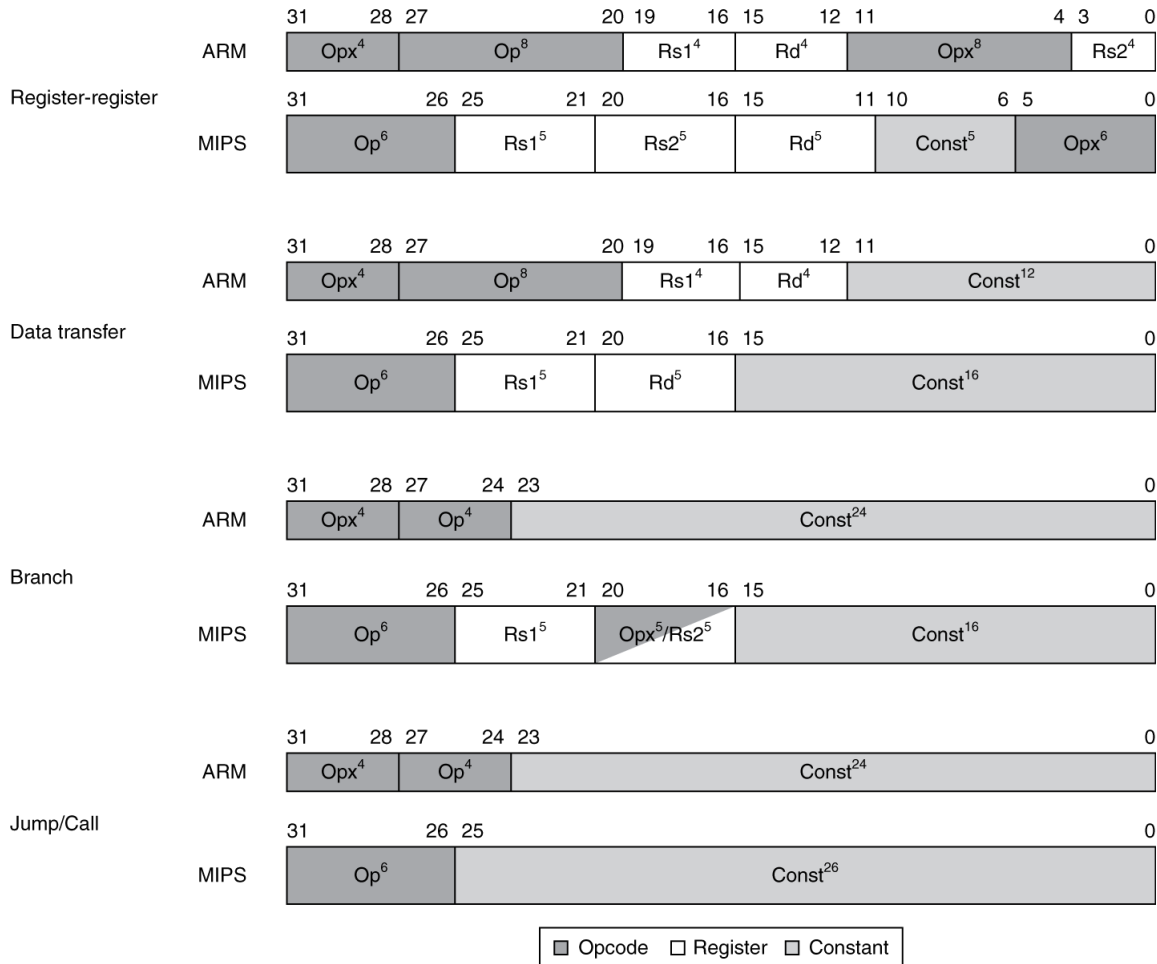 31 28 27 20 19 16 15 12 11 4 3 0
ARM Opx⁴ Op⁸ Rs1⁴ Rd⁴ Opx⁸ Rs2⁴
Register-register
31 26 25 21 20 16 15 11 10 6 5 0
MIPS Op⁶ Rs1⁵ Rs2⁵ Rd⁵ Const⁵ Opx⁶
31 28 27 20 19 16 15 12 11 0
ARM Opx⁴ Op⁸ Rs1⁴ Rd⁴ Const¹²
Data transfer
31 26 25 21 20 16 15 0
MIPS Op⁶ Rs1⁵ Rd⁵ Const¹⁶
31 28 27 24 23 0
ARM Opx⁴ Op⁴ Const²⁴
Branch
31 26 25 21 20 16 15 0
MIPS Op⁶ Rs1⁵ Opx⁵/Rs2⁵ Const¹⁶
31 28 27 24 23 0
ARM Opx⁴ Op⁴ Const²⁴
Jump/Call
31 26 25 0
MIPS Op⁶ Const²⁶
Opcode Register Constant